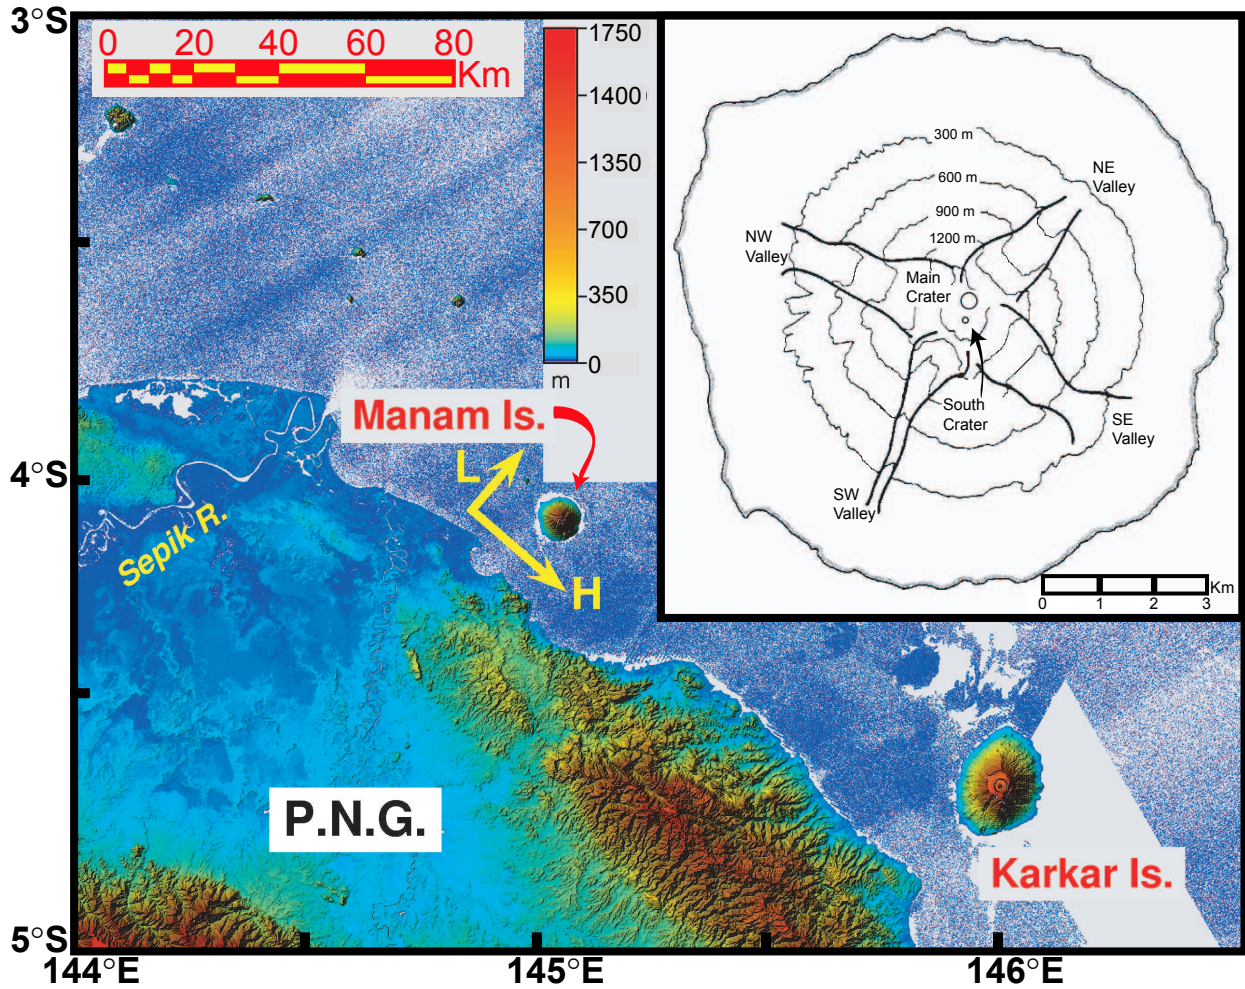 3°S
0 20 40 60 80
Km
1750
1400
1350
700
350
0
m
Manam Is.
4°S
L
H
Sepik R.
P.N.G.
Karkar Is.
5°S
144°E
145°E
146°E
300 m
600 m
900 m
1200 m
NE
Valley
NW
Valley
Main
Crater
South
Crater
SE
Valley
SW
Valley
Km
0 1 2 3